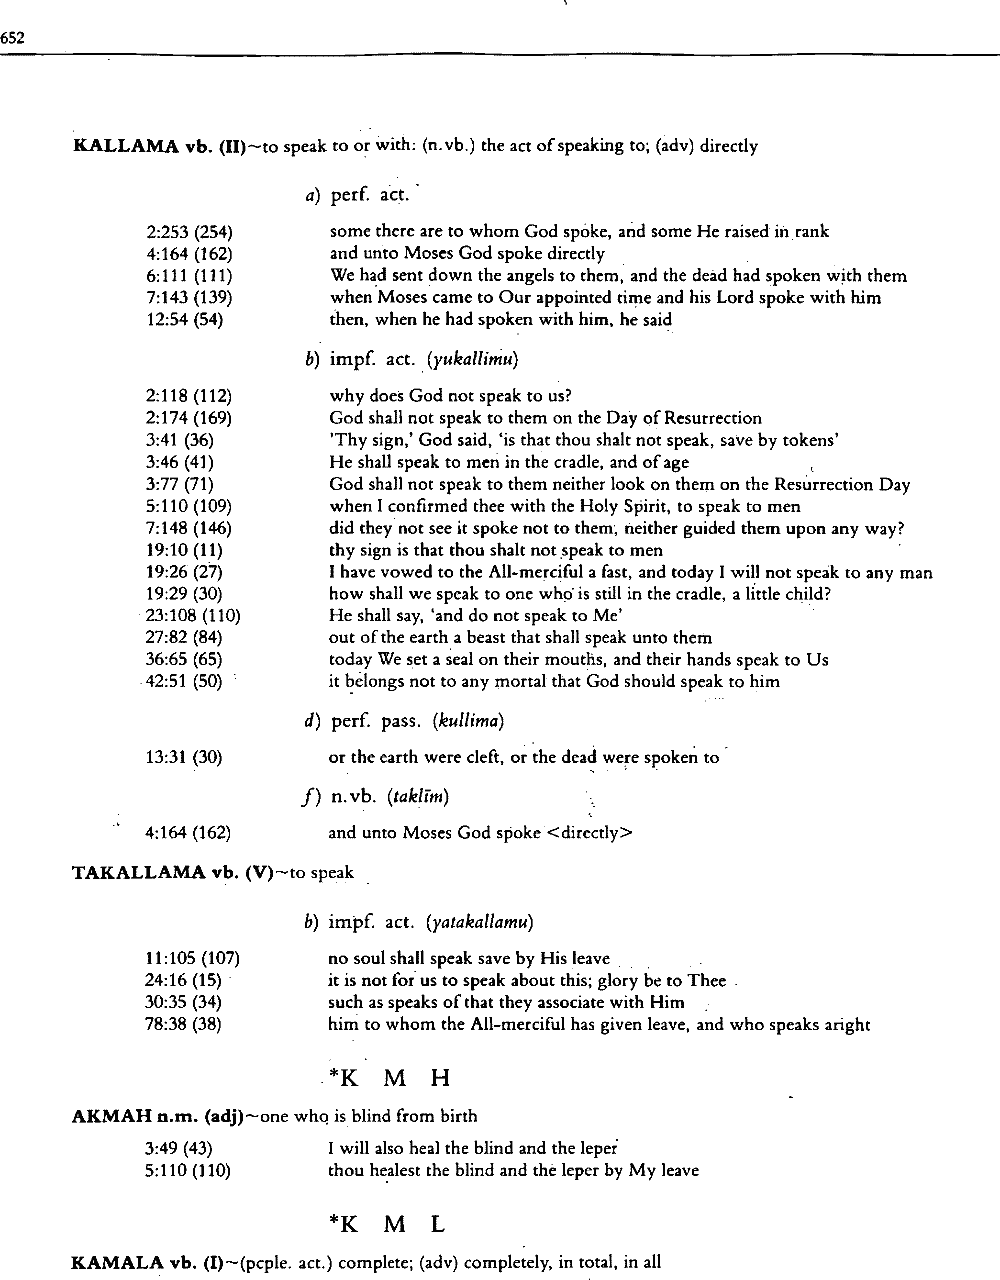 652
KALLAMA vb. (II)~to speak to or with: (n.vb.) the act of speaking to; (adv) directly
a) perf. act.
2:253 (254) some there are to whom God spoke, and some He raised in rank
4:164 (162) and unto Moses God spoke directly
6:111 (111) We had sent down the angels to them, and the dead had spoken with them
7:143 (139) when Moses came to Our appointed time and his Lord spoke with him
12:54 (54) then, when he had spoken with him, he said
b) impf. act. (yukallimu)
2:118 (112) why does God not speak to us?
2:174 (169) God shall not speak to them on the Day of Resurrection
3:41 (36) 'Thy sign,' God said, 'is that thou shalt not speak, save by tokens'
3:46 (41) He shall speak to men in the cradle, and of age
3:77 (71) God shall not speak to them neither look on them on the Resurrection Day
5:110 (109) when I confirmed thee with the Holy Spirit, to speak to men
7:148 (146) did they not see it spoke not to them, neither guided them upon any way?
19:10 (11) thy sign is that thou shalt not speak to men
19:26 (27) I have vowed to the All-merciful a fast, and today I will not speak to any man
19:29 (30) how shall we speak to one who is still in the cradle, a little child?
23:108 (110) He shall say, 'and do not speak to Me'
27:82 (84) out of the earth a beast that shall speak unto them
36:65 (65) today We set a seal on their mouths, and their hands speak to Us
42:51 (50) it belongs not to any mortal that God should speak to him
d) perf. pass. (kullima)
13:31 (30) or the earth were cleft, or the dead were spoken to
f) n.vb. (taklīm)
4:164 (162) and unto Moses God spoke <directly>
TAKALLAMA vb. (V)~to speak
b) impf. act. (yatakallamu)
11:105 (107) no soul shall speak save by His leave
24:16 (15) it is not for us to speak about this; glory be to Thee
30:35 (34) such as speaks of that they associate with Him
78:38 (38) him to whom the All-merciful has given leave, and who speaks aright
*K M H
AKMAH n.m. (adj)~one who is blind from birth
3:49 (43) I will also heal the blind and the leper
5:110 (110) thou healest the blind and the leper by My leave
*K M L
KAMALA vb. (I)~(pcple. act.) complete; (adv) completely, in total, in all